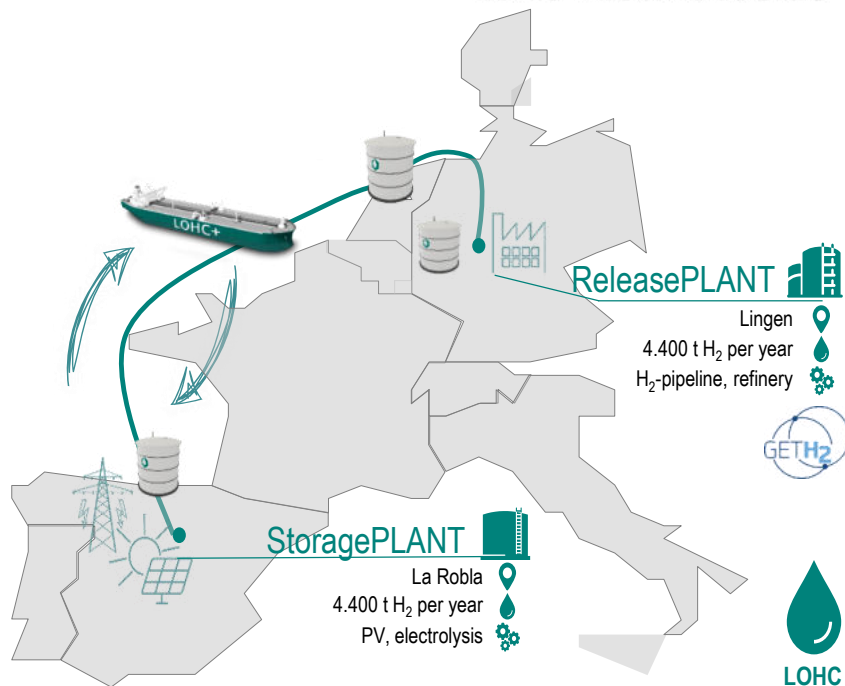 LOHC+
ReleasePLANT
Lingen
4.400 t H₂ per year
H₂-pipeline, refinery
GETH2
StoragePLANT
La Robla
4.400 t H₂ per year
PV, electrolysis
LOHC